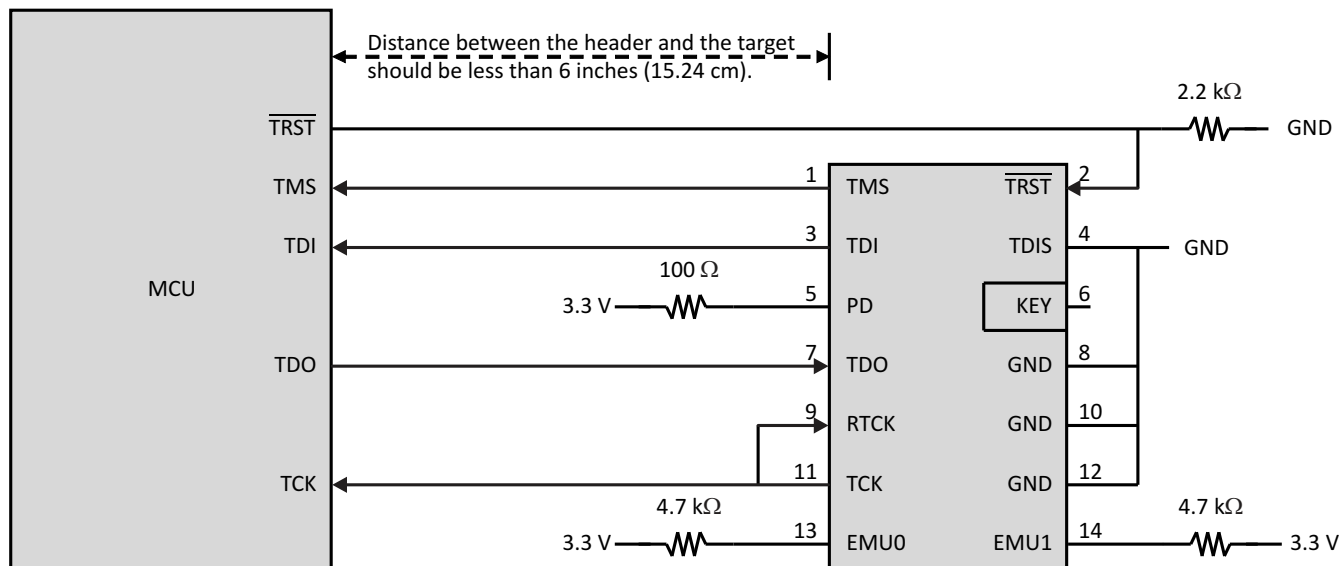 Distance between the header and the target
should be less than 6 inches (15.24 cm).
2.2 kΩ
TRST
GND
1
2
TMS
TMS
TRST
3
4
TDI
TDI
TDIS
GND
100 Ω
MCU
3.3 V
5
6
PD
KEY
7
8
TDO
TDO
GND
9
10
RTCK
GND
11
12
TCK
TCK
GND
4.7 kΩ
4.7 kΩ
3.3 V
13
14
EMU0
EMU1
3.3 V